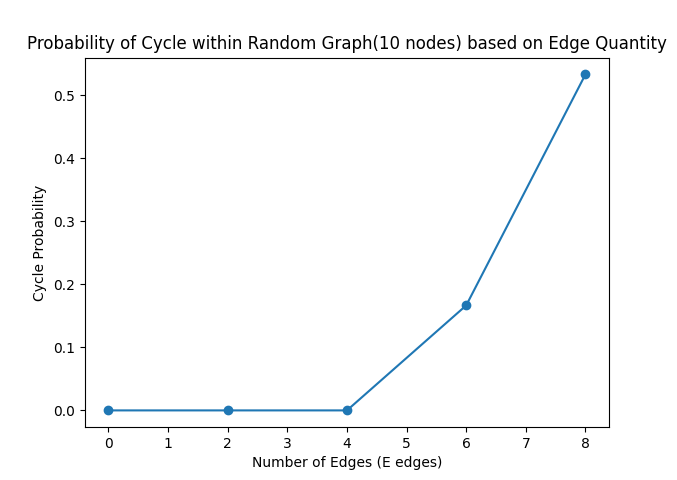 Probability of Cycle within Random Graph(10 nodes) based on Edge Quantity
0.5
0.4
0.3
0.2
0.1
0.0
Cycle Probability
0 1 2 3 4 5 6 7 8
Number of Edges (E edges)